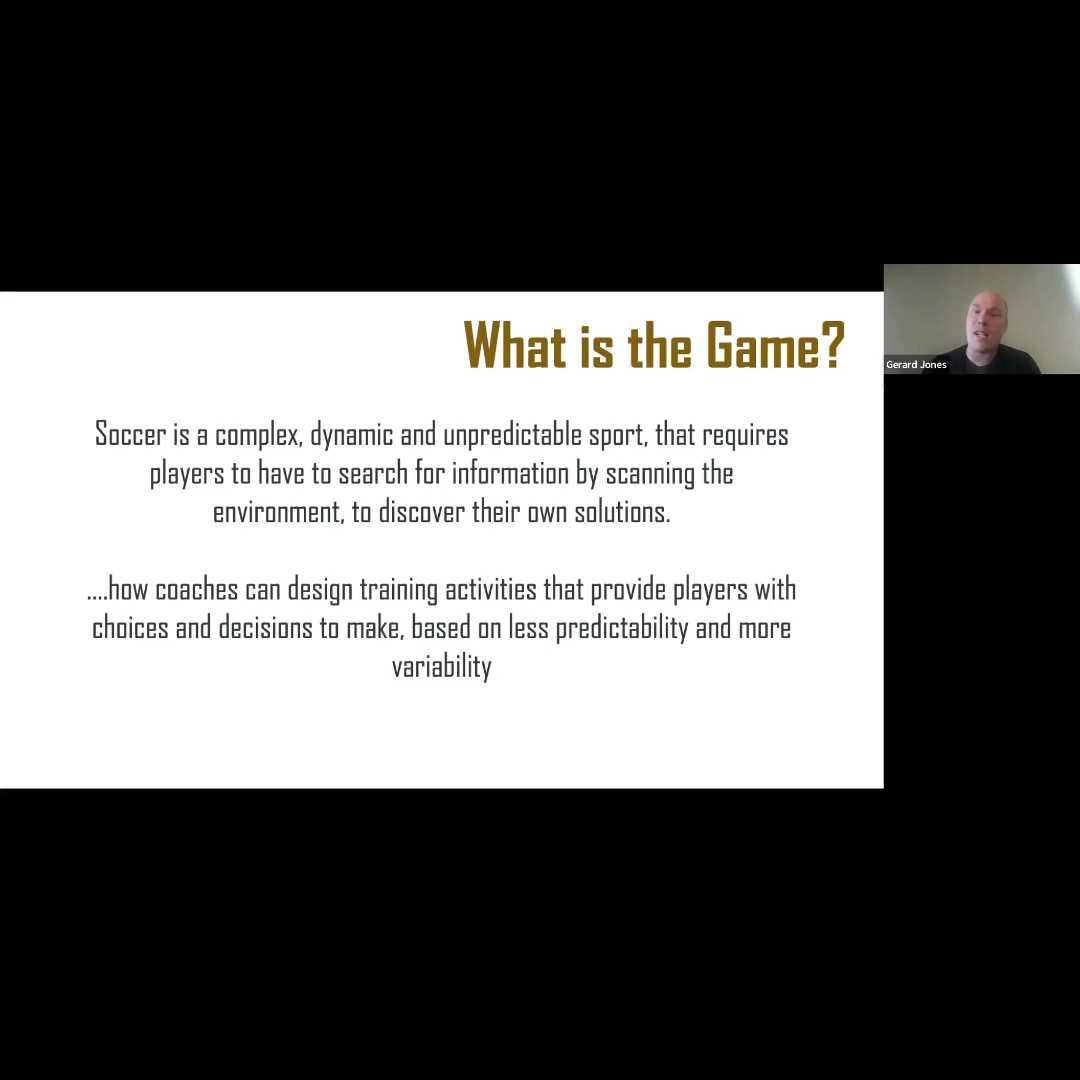 What is the Game?
Gerard Jones
Soccer is a complex, dynamic and unpredictable sport, that requires
players to have to search for information by scanning the
environment, to discover their own solutions.
....how coaches can design training activities that provide players with
choices and decisions to make, based on less predictability and more
variability